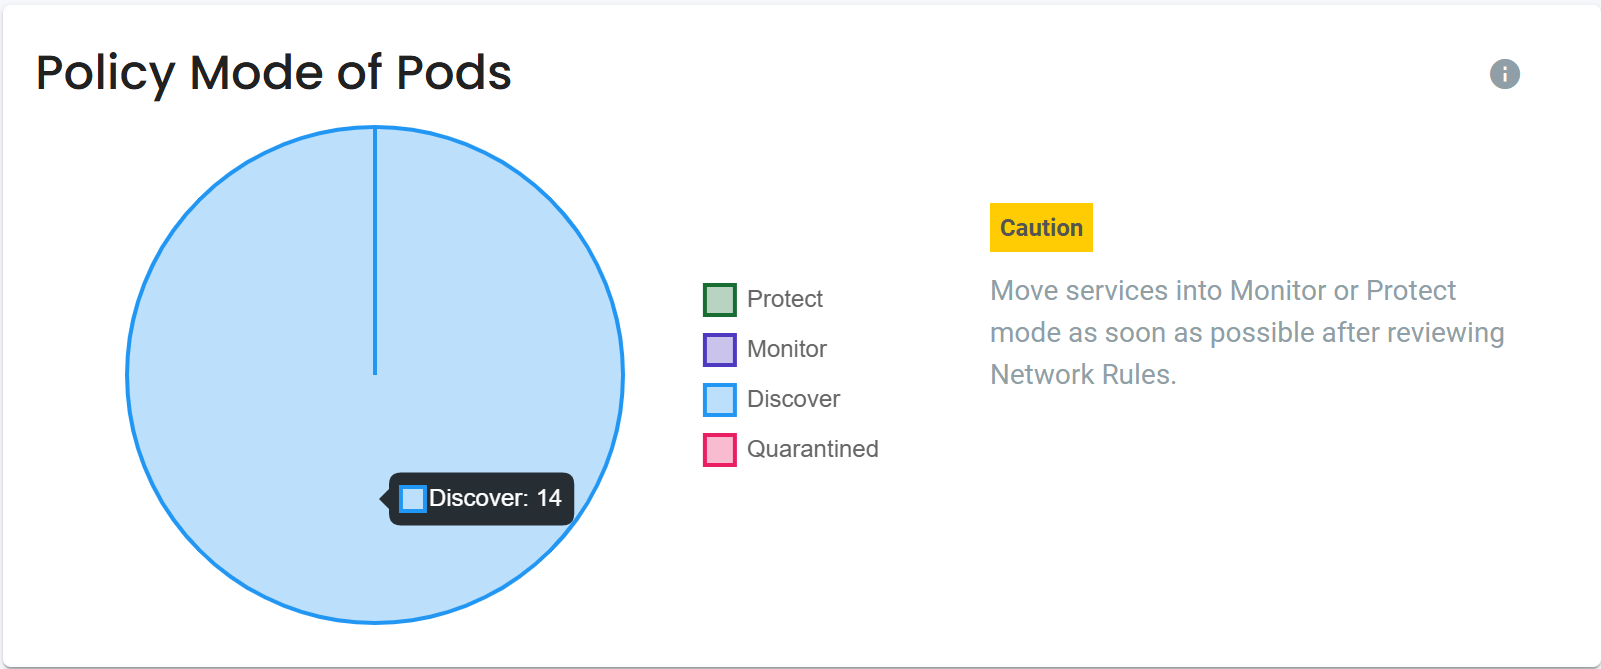 Policy Mode of Pods
Protect
Monitor
Discover
Quarantined
Discover: 14
Caution
Move services into Monitor or Protect
mode as soon as possible after reviewing
Network Rules.